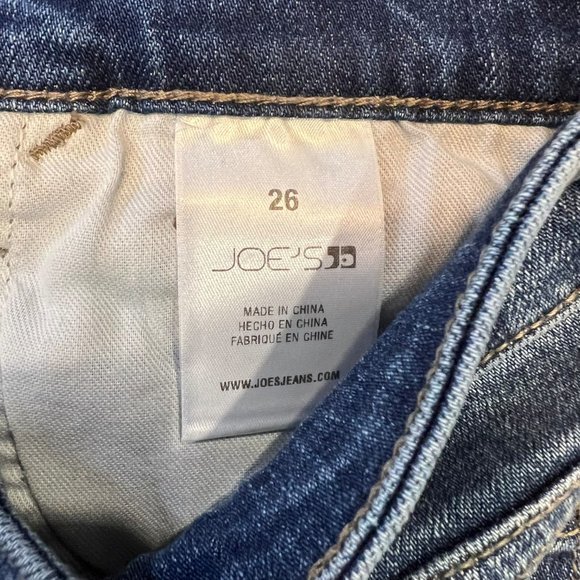 26
JOE'S
MADE IN CHINA
HECHO EN CHINA
FABRIQUÉ EN CHINE
WWW.JOESJEANS.COM